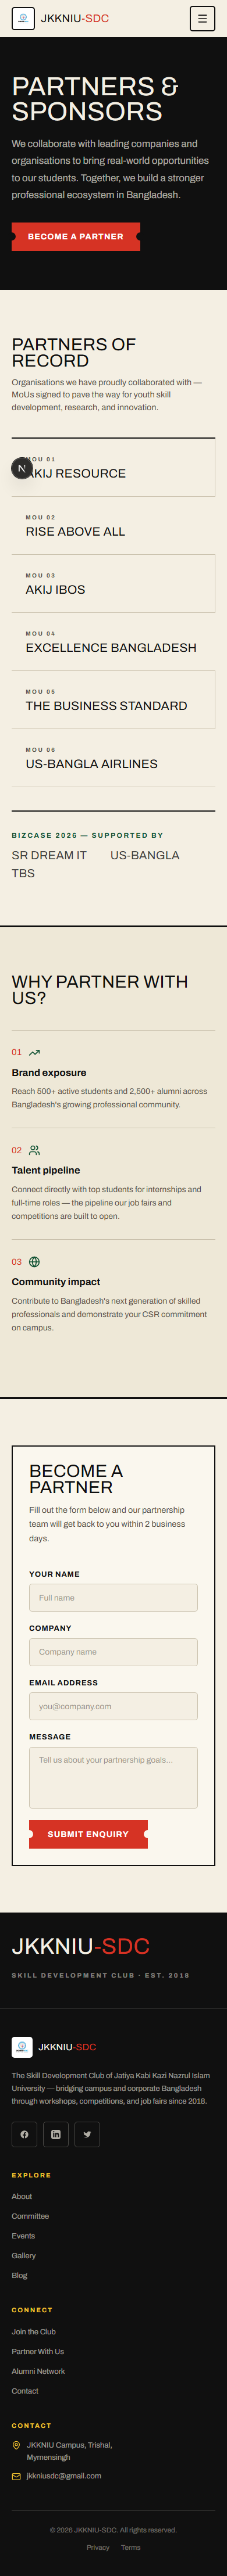 JKKNIU-SDC
PARTNERS &
SPONSORS
We collaborate with leading companies and
organisations to bring real-world opportunities
to our students. Together, we build a stronger
professional ecosystem in Bangladesh.
BECOME A PARTNER
PARTNERS OF
RECORD
Organisations we have proudly collaborated with —
MoUs signed to pave the way for youth skill
development, research, and innovation.
MOU 01
N
AKIJ RESOURCE
MOU 02
RISE ABOVE ALL
MOU 03
AKIJ IBOS
MOU 04
EXCELLENCE BANGLADESH
MOU 05
THE BUSINESS STANDARD
MOU 06
US-BANGLA AIRLINES
BIZCASE 2026 — SUPPORTED BY
SR DREAM IT US-BANGLA
TBS
WHY PARTNER WITH
US?
01
Brand exposure
Reach 500+ active students and 2,500+ alumni across
Bangladesh's growing professional community.
02
Talent pipeline
Connect directly with top students for internships and
full-time roles — the pipeline our job fairs and
competitions are built to open.
03
Community impact
Contribute to Bangladesh's next generation of skilled
professionals and demonstrate your CSR commitment
on campus.
BECOME A
PARTNER
Fill out the form below and our partnership
team will get back to you within 2 business
days.
YOUR NAME
Full name
COMPANY
Company name
EMAIL ADDRESS
you@company.com
MESSAGE
Tell us about your partnership goals...
SUBMIT ENQUIRY
JKKNIU-SDC
SKILL DEVELOPMENT CLUB · EST. 2018
JKKNIU-SDC
The Skill Development Club of Jatiya Kabi Kazi Nazrul Islam
University — bridging campus and corporate Bangladesh
through workshops, competitions, and job fairs since 2018.
EXPLORE
About
Committee
Events
Gallery
Blog
CONNECT
Join the Club
Partner With Us
Alumni Network
Contact
CONTACT
JKKNIU Campus, Trishal,
Mymensingh
jkkniusdc@gmail.com
© 2026 JKKNIU-SDC. All rights reserved.
Privacy Terms